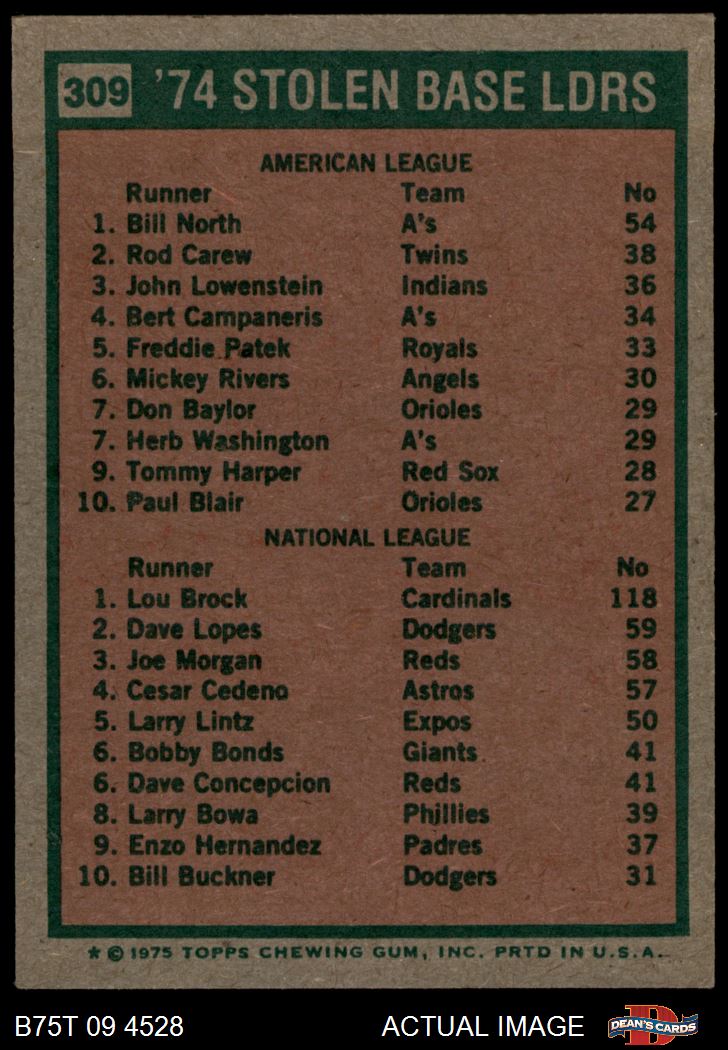 309 '74 STOLEN BASE LDRS
AMERICAN LEAGUE
Runner Team No
1. Bill North A's 54
2. Rod Carew Twins 38
3. John Lowenstein Indians 36
4. Bert Campaneris A's 34
5. Freddie Patek Royals 33
6. Mickey Rivers Angels 30
7. Don Baylor Orioles 29
7. Herb Washington A's 29
9. Tommy Harper Red Sox 28
10. Paul Blair Orioles 27
NATIONAL LEAGUE
Runner Team No
1. Lou Brock Cardinals 118
2. Dave Lopes Dodgers 59
3. Joe Morgan Reds 58
4. Cesar Cedeno Astros 57
5. Larry Lintz Expos 50
6. Bobby Bonds Giants 41
6. Dave Concepcion Reds 41
8. Larry Bowa Phillies 39
9. Enzo Hernandez Padres 37
10. Bill Buckner Dodgers 31
* © 1975 TOPPS CHEWING GUM, INC. PRTD IN U.S.A.
B75T 09 4528 ACTUAL IMAGE D DEAN'S CARDS